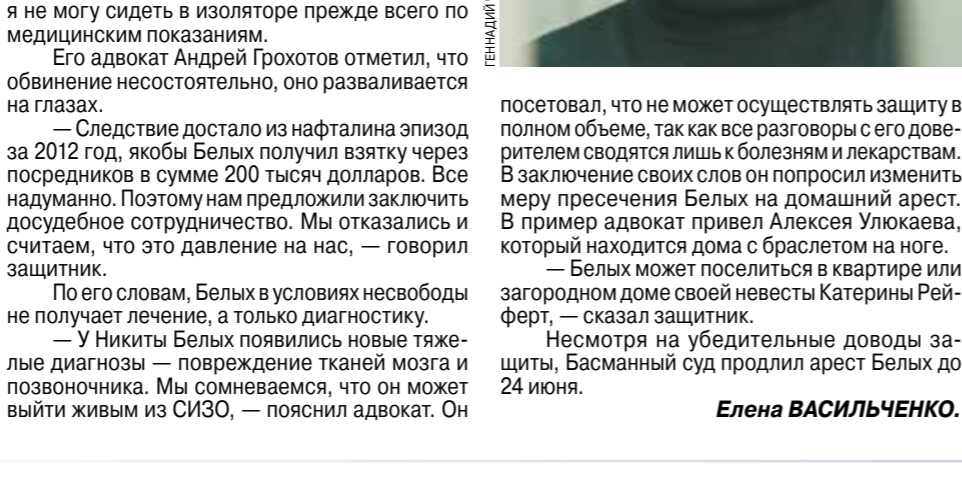 я не могу сидеть в изоляторе прежде всего по
медицинским показаниям.
Его адвокат Андрей Грохотов отметил, что
обвинение несостоятельно, оно разваливается
на глазах.
— Следствие достало из нафталина эпизод
за 2012 год, якобы Белых получил взятку через
посредников в сумме 200 тысяч долларов. Все
надуманно. Поэтому нам предложили заключить
досудебное сотрудничество. Мы отказались и
считаем, что это давление на нас, — говорил
защитник.
По его словам, Белых в условиях несвободы
не получает лечение, а только диагностику.
— У Никиты Белых появились новые тяже-
лые диагнозы — повреждение тканей мозга и
позвоночника. Мы сомневаемся, что он может
выйти живым из СИЗО, — пояснил адвокат. Он
ГЕННАДИЙ
посетовал, что не может осуществлять защиту в
полном объеме, так как все разговоры с его дове-
рителем сводятся лишь к болезням и лекарствам.
В заключение своих слов он попросил изменить
меру пресечения Белых на домашний арест.
В пример адвокат привел Алексея Улюкаева,
который находится дома с браслетом на ноге.
— Белых может поселиться в квартире или
загородном доме своей невесты Катерины Рей-
ферт, — сказал защитник.
Несмотря на убедительные доводы за-
щиты, Басманный суд продлил арест Белых до
24 июня.
Елена ВАСИЛЬЧЕНКО.